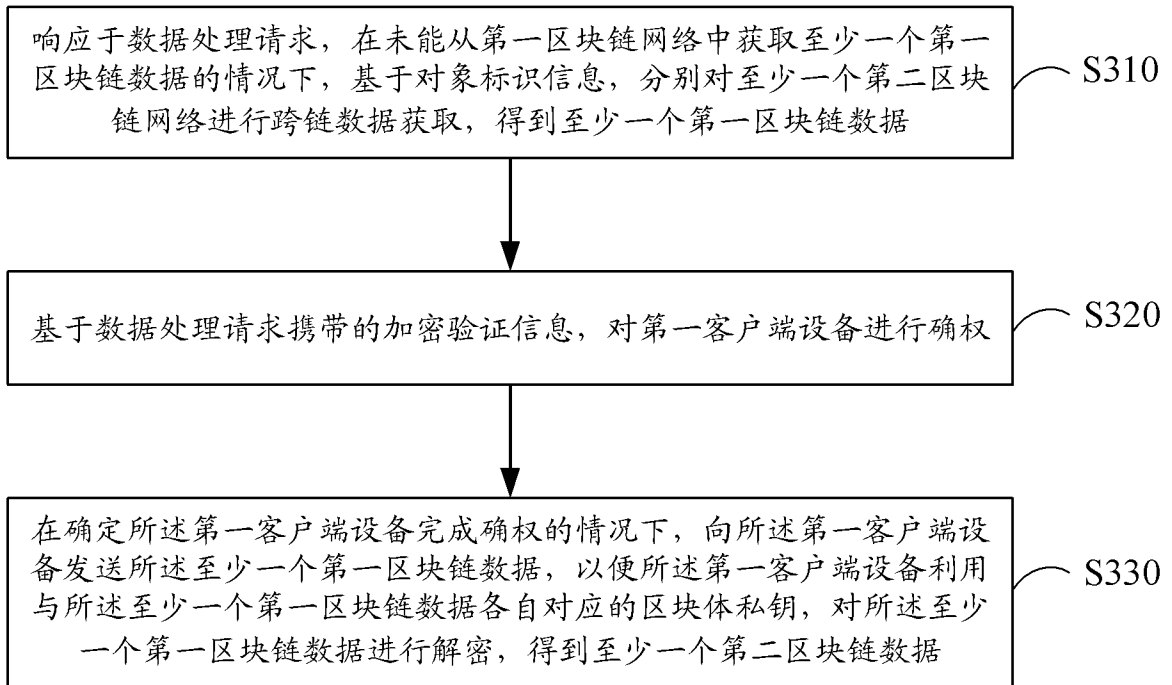 响应于数据处理请求，在未能从第一区块链网络中获取至少一个第一
区块链数据的情况下，基于对象标识信息，分别对至少一个第二区块
链网络进行跨链数据获取，得到至少一个第一区块链数据
S310
基于数据处理请求携带的加密验证信息，对第一客户端设备进行确权
S320
在确定所述第一客户端设备完成确权的情况下，向所述第一客户端设
备发送所述至少一个第一区块链数据，以便所述第一客户端设备利用
与所述至少一个第一区块链数据各自对应的区块体私钥，对所述至少
一个第一区块链数据进行解密，得到至少一个第二区块链数据
S330